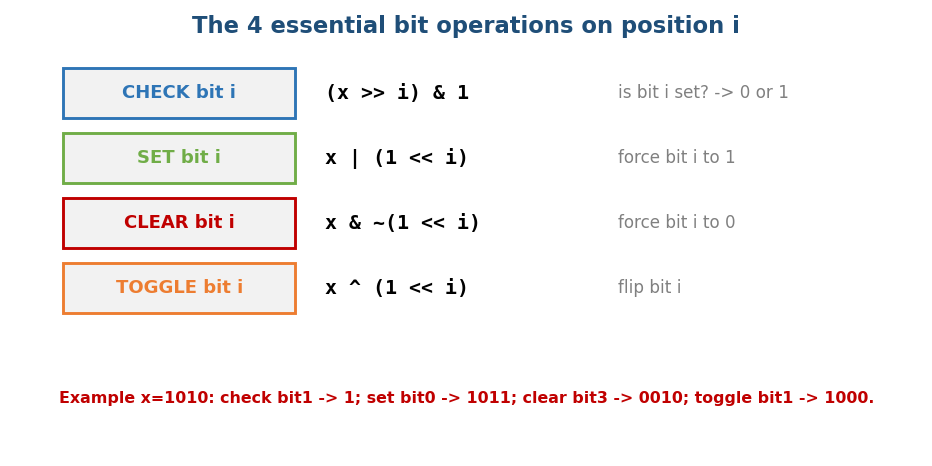 The 4 essential bit operations on position i
CHECK bit i (x >> i) & 1 is bit i set? -> 0 or 1
SET bit i x | (1 << i) force bit i to 1
CLEAR bit i x & ~(1 << i) force bit i to 0
TOGGLE bit i x ^ (1 << i) flip bit i
Example x=1010: check bit1 -> 1; set bit0 -> 1011; clear bit3 -> 0010; toggle bit1 -> 1000.